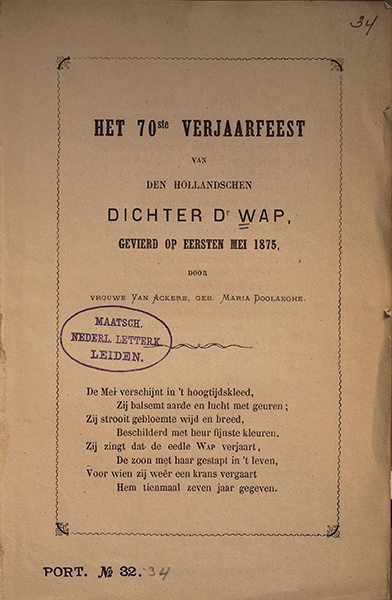 34
HET 70ste VERJAARFEEST
VAN
DEN HOLLANDSCHEN
DICHTER Dr WAP,
GEVIERD OP EERSTEN MEI 1875,
DOOR
VROUWE VAN ACKERE, GEB. MARIA DOOLAEGHE.
MAATSCH.
NEDERL. LETTERK.
LEIDEN.
De Mei verschijnt in 't hoogtijdskleed,
Zij balsemt aarde en lucht met geuren;
Zij strooit gebloemte wijd en breed,
Beschilderd met heur fijnste kleuren,
Zij zingt dat de eedle WAP verjaart,
De zoon met haar gestapt in 't leven,
Voor wien zij weêr een krans vergaart
Hem tienmaal zeven jaar gegeven.
PORT. № 32. 34